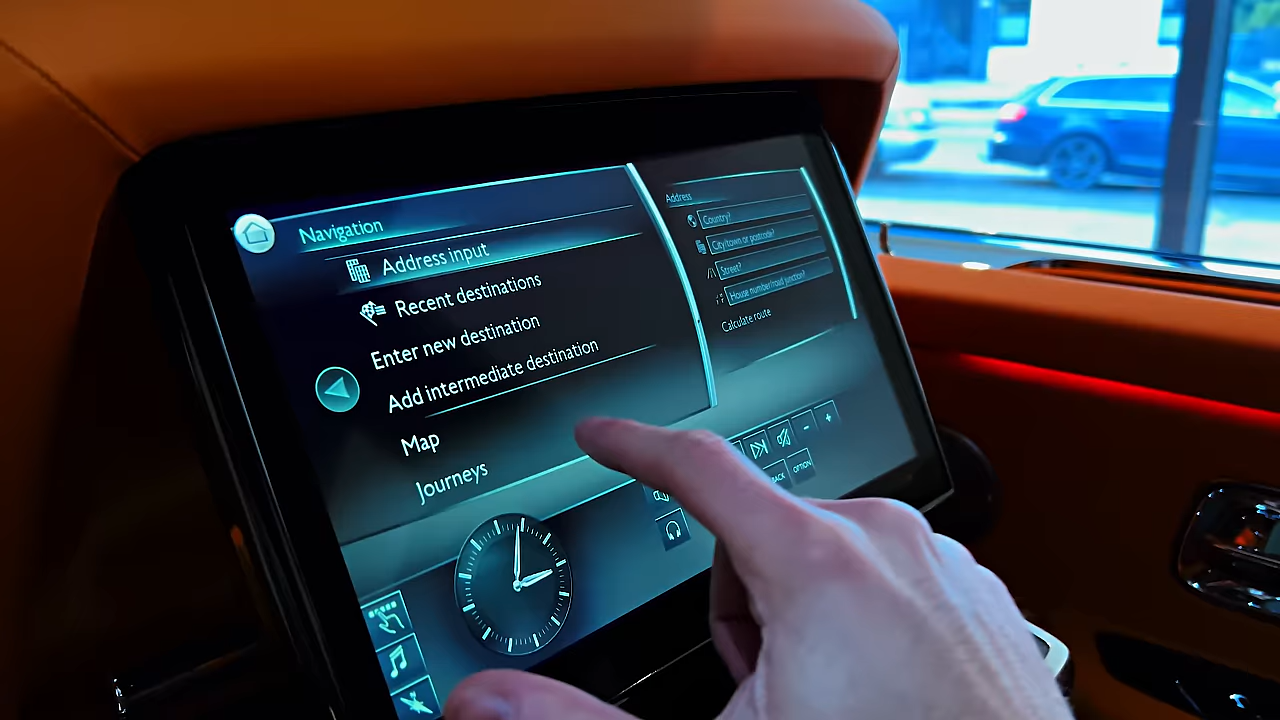 Navigation
Address input
Recent destinations
Enter new destination
Add intermediate destination
Map
Journeys
Address
Country?
City/town or postcode?
Street?
House number/road junction?
Calculate route
- +
BACK OPTION